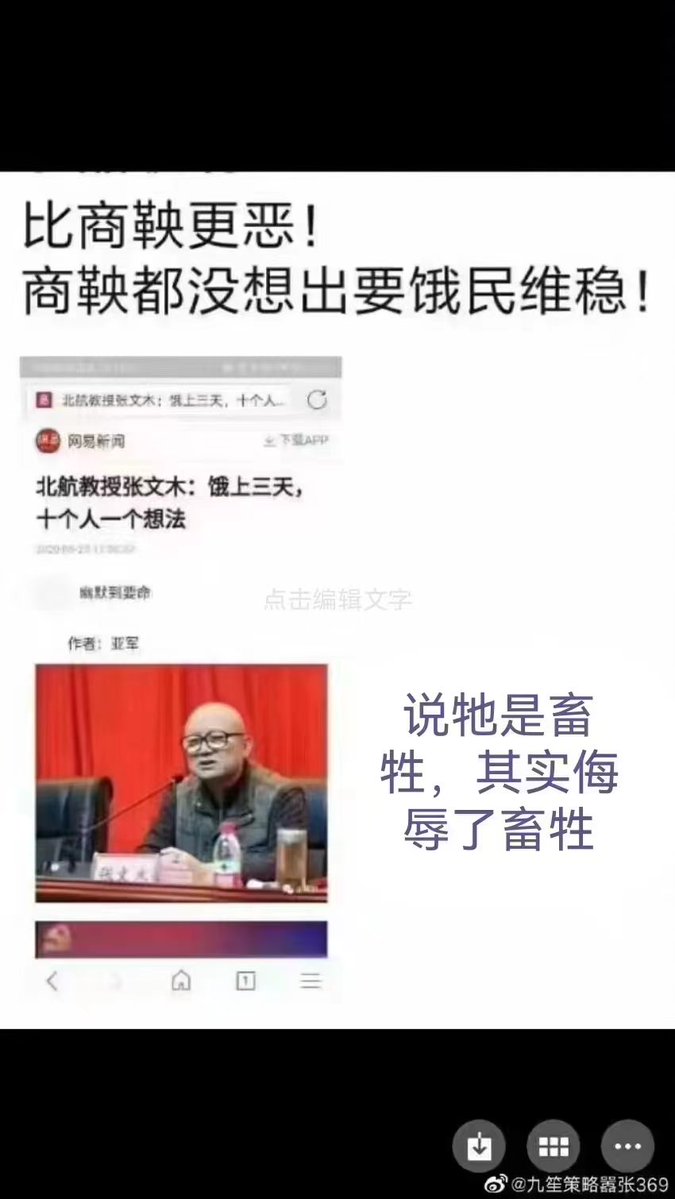 比商鞅更恶！
商鞅都没想出要饿民维稳！
北航教授张文木：饿上三天，十个人...
网易新闻
下载APP
北航教授张文木：饿上三天，
十个人一个想法
幽默到要命
点击编辑文字
作者：亚军
说牠是畜
牲，其实侮
辱了畜牲
张文木
1
@九笙策略嚣张369